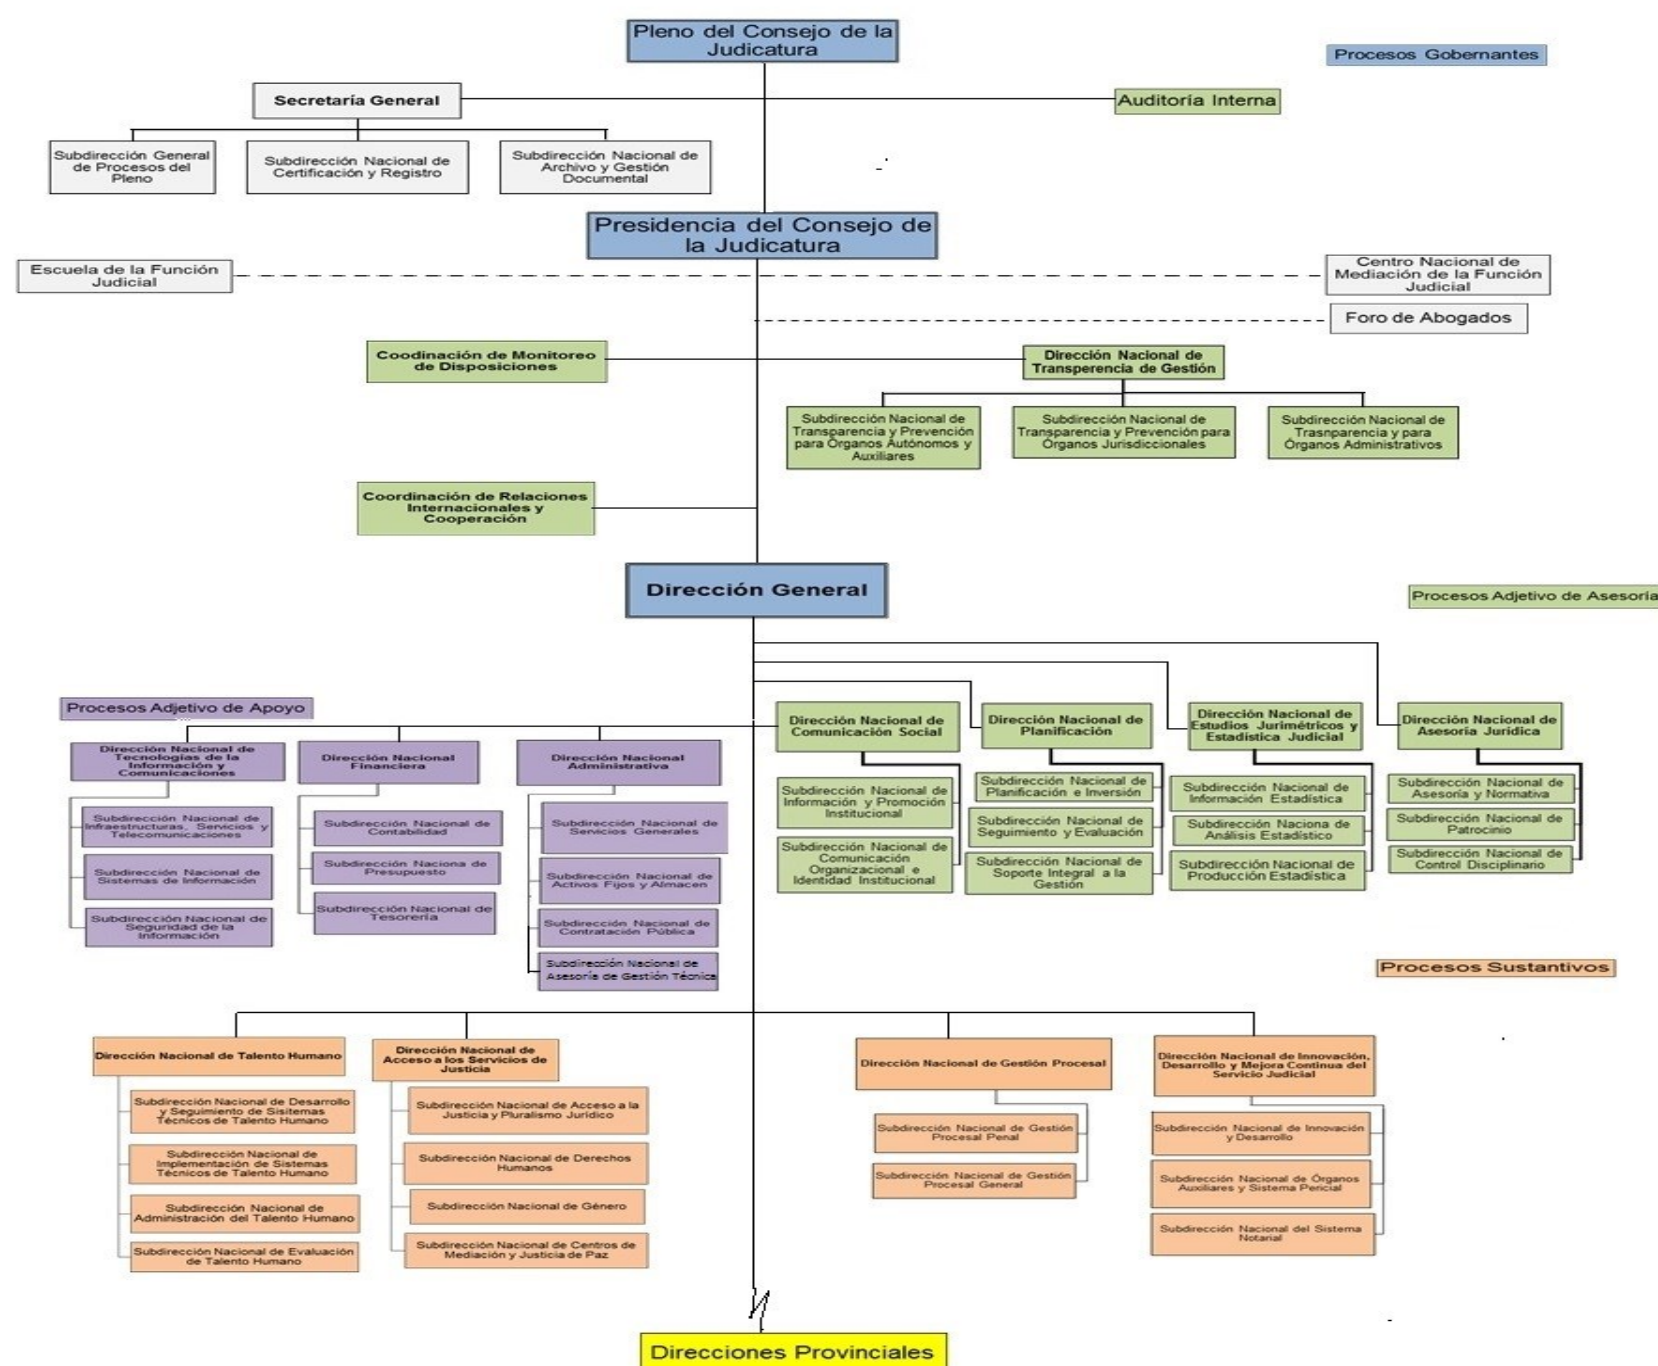 Pleno del Consejo de la
Judicatura
Procesos Gobernantes
Secretaría General
Auditoría Interna
Subdirección General
de Procesos del
Pleno
Subdirección Nacional de
Certificación y Registro
Subdirección Nacional de
Archivo y Gestión
Documental
Presidencia del Consejo de
la Judicatura
Escuela de la Función
Judicial
Centro Nacional de
Mediación de la Función
Judicial
Foro de Abogados
Coodinación de Monitoreo
de Disposiciones
Dirección Nacional de
Transperencia de Gestión
Subdirección Nacional de
Transparencia y Prevención
para Órganos Autónomos y
Auxiliares
Subdirección Nacional de
Transparencia y Prevención para
Órganos Jurisdiccionales
Subdirección Nacional de
Trasnparencia y para
Órganos Administrativos
Coordinación de Relaciones
Internacionales y
Cooperación
Dirección General
Procesos Adjetivo de Asesoría
Procesos Adjetivo de Apoyo
Dirección Nacional de
Tecnologías de la
Información y
Comunicaciones
Subdirección Nacional de
Infraestructuras, Servicios y
Telecomunicaciones
Subdirección Nacional de
Sistemas de Información
Subdirección Nacional de
Seguridad de la
Información
Dirección Nacional
Financiera
Subdirección Nacional de
Contabilidad
Subdirección Naciona de
Presupuesto
Subdirección Nacional de
Tesorería
Dirección Nacional
Administrativa
Subdirección Nacional de
Servicios Generales
Subdirección Nacional de
Activos Fijos y Almacen
Subdirección Nacional de
Contratación Pública
Subdirección Nacional de
Asesoría de Gestión Técnica
Dirección Nacional de
Comunicación Social
Subdirección Nacional de
Información y Promoción
Institucional
Subdirección Nacional de
Comunicación
Organizacional e
Identidad Institucional
Dirección Nacional de
Planificación
Subdirección Nacional de
Planificación e Inversión
Subdirección Nacional de
Seguimiento y Evaluación
Subdirección Nacional de
Soporte Integral a la
Gestión
Dirección Nacional de
Estudios Jurimétricos y
Estadística Judicial
Subdirección Nacional de
Información Estadística
Subdirección Naciona de
Análisis Estadístico
Subdirección Nacional de
Producción Estadística
Dirección Nacional de
Asesoría Jurídica
Subdirección Nacional de
Asesoría y Normativa
Subdirección Nacional de
Patrocinio
Subdirección Nacional de
Control Disciplinario
Procesos Sustantivos
Dirección Nacional de Talento Humano
Subdirección Nacional de Desarrollo
y Seguimiento de Sisitemas
Técnicos de Talento Humano
Subdirección Nacional de
Implementación de Sistemas
Técnicos de Talento Humano
Subdirección Nacional de
Administración del Talento Humano
Subdirección Nacional de Evaluación
de Talento Humano
Dirección Nacional de
Acceso a los Servicios de
Justicia
Subdirección Nacional de Acceso a la
Justicia y Pluralismo Jurídico
Subdirección Nacional de Derechos
Humanos
Subdirección Nacional de Género
Subdirección Nacional de Centros de
Mediación y Justicia de Paz
Dirección Nacional de Gestión Procesal
Subdirección Nacional de Gestión
Procesal Penal
Subdirección Nacional de Gestión
Procesal General
Dirección Nacional de Innovación,
Desarrollo y Mejora Continua del
Servicio Judicial
Subdirección Nacional de Innovación
y Desarrollo
Subdirección Nacional de Órganos
Auxiliares y Sistema Pericial
Subdirección Nacional del Sistema
Notarial
Direcciones Provinciales